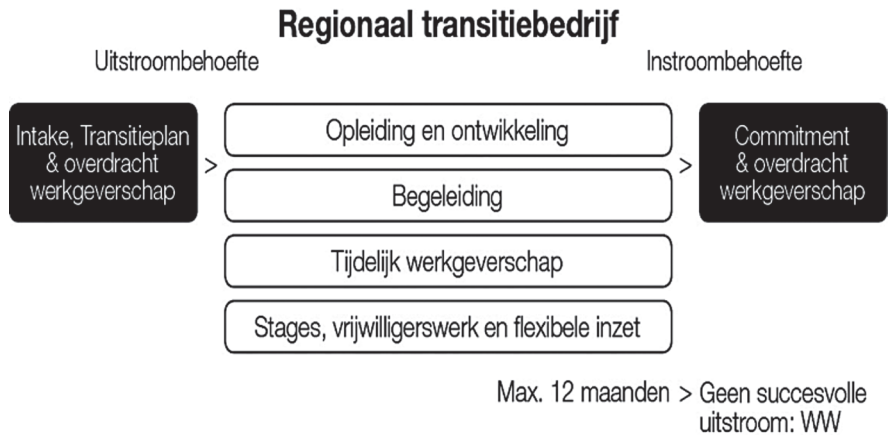 Regionaal transitiebedrijf
Uitstroombehoefte
Instroombehoefte
Intake, Transitieplan
& overdracht
werkgeverschap
>
Opleiding en ontwikkeling
Begeleiding
Tijdelijk werkgeverschap
Stages, vrijwilligerswerk en flexibele inzet
>
Commitment
& overdracht
werkgeverschap
Max. 12 maanden > Geen succesvolle
uitstroom: WW